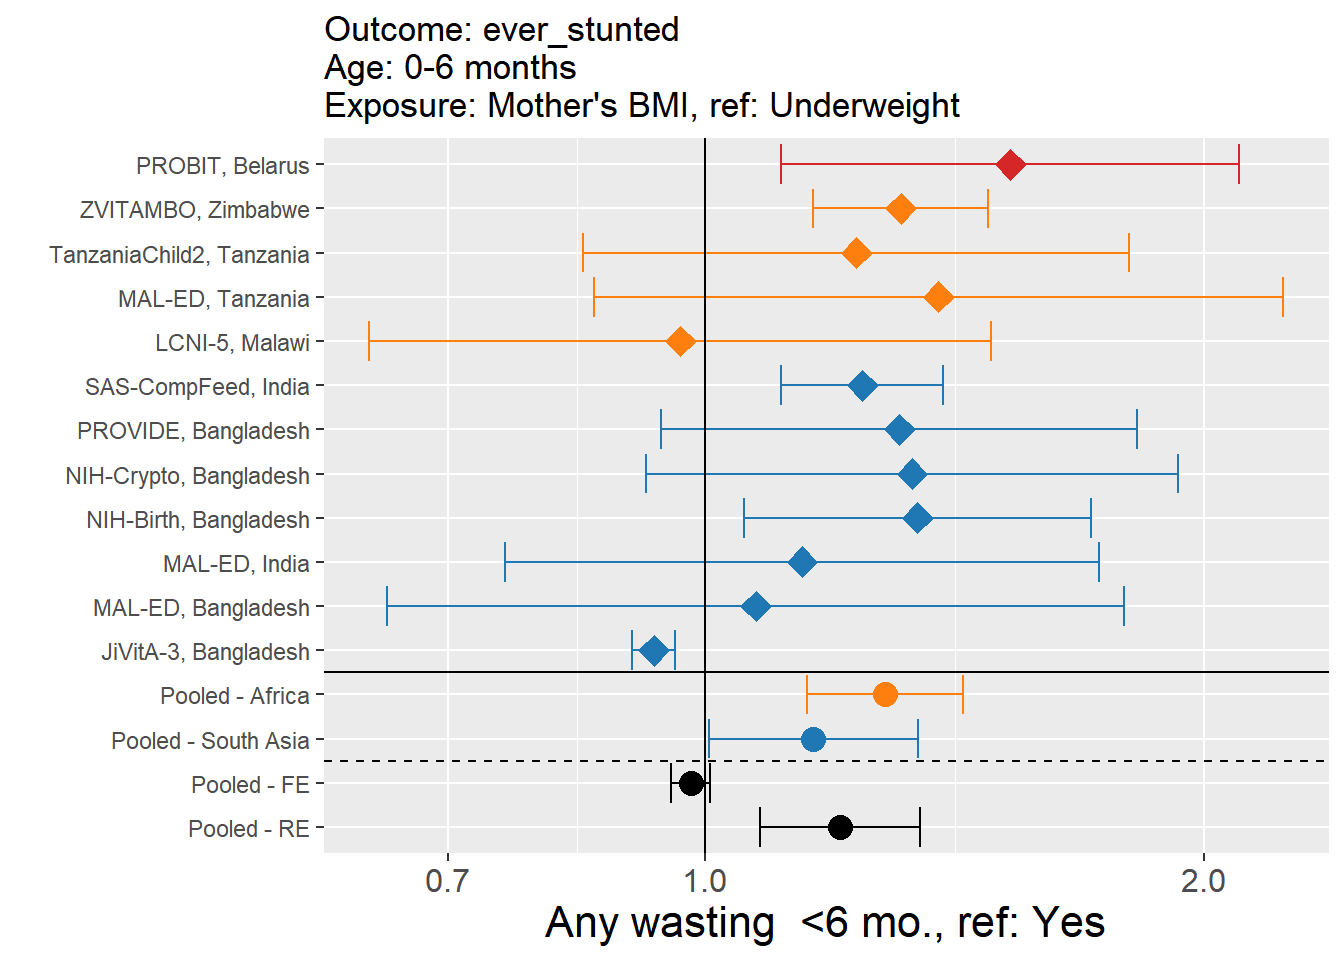 Outcome: ever_stunted
Age: 0-6 months
Exposure: Mother's BMI, ref: Underweight
PROBIT, Belarus
ZVITAMBO, Zimbabwe
TanzaniaChild2, Tanzania
MAL-ED, Tanzania
LCNI-5, Malawi
SAS-CompFeed, India
PROVIDE, Bangladesh
NIH-Crypto, Bangladesh
NIH-Birth, Bangladesh
MAL-ED, India
MAL-ED, Bangladesh
JiVitA-3, Bangladesh
Pooled - Africa
Pooled - South Asia
Pooled - FE
Pooled - RE
0.7 1.0 2.0
Any wasting  <6 mo., ref: Yes